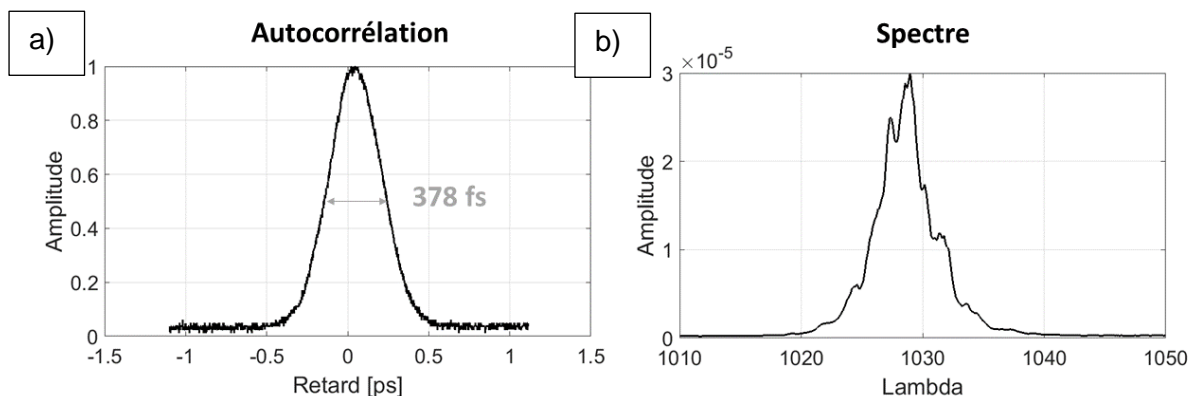 a)
Autocorrélation
1
0.8
0.6
0.4
0.2
0
Amplitude
378 fs
-1.5 -1 -0.5 0 0.5 1 1.5
Retard [ps]
b)
Spectre
×10^-5
3
2
1
0
Amplitude
1010 1020 1030 1040 1050
Lambda